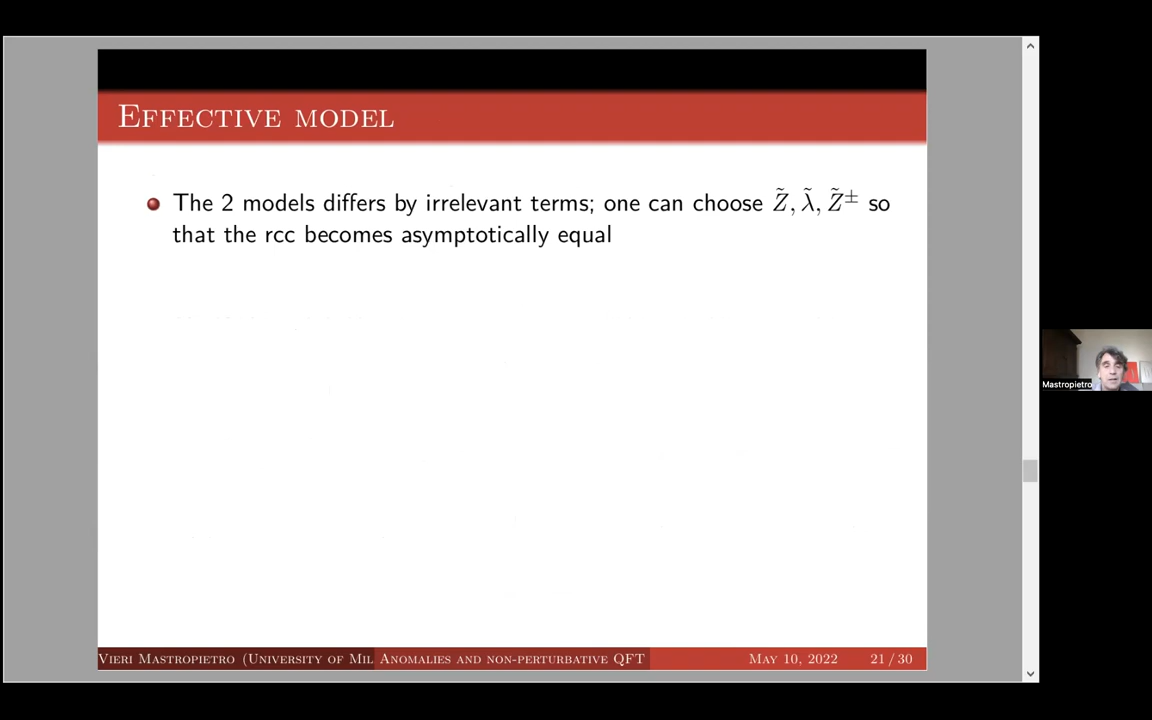 Effective model
The 2 models differs by irrelevant terms; one can choose Z̃, λ̃, Z̃± so
that the rcc becomes asymptotically equal
Mastropietro
Vieri Mastropietro (University of Mil Anomalies and non-perturbative QFT May 10, 2022 21 / 30